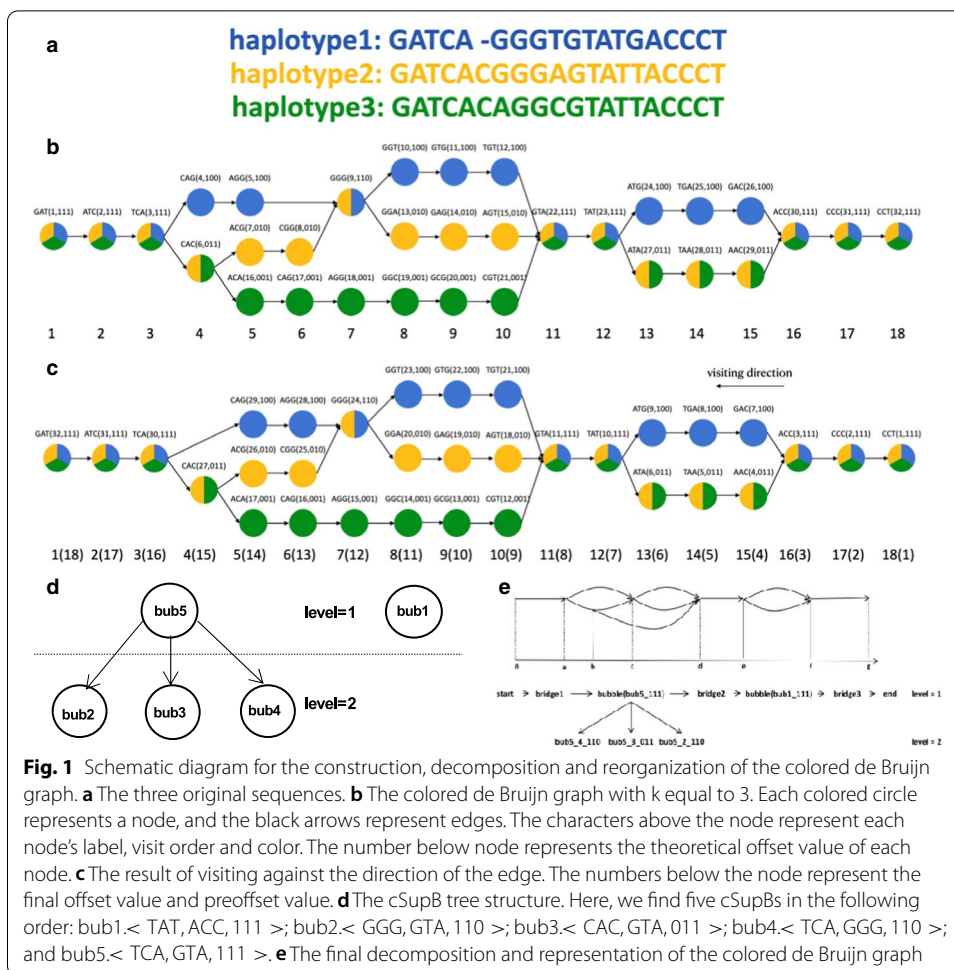 a
haplotype1: GATCA -GGGTGTATGACCCT
haplotype2: GATCACGGGAGTATTACCCT
haplotype3: GATCACAGGCGTATTACCCT
b
GGT(10,100) GTG(11,100) TGT(12,100)
CAG(4,100) AGG(5,100) GGG(9,110) ATG(24,100) TGA(25,100) GAC(26,100)
GAT(1,111) ATC(2,111) TCA(3,111) GGA(13,010) GAG(14,010) AGT(15,010) GTA(22,111) TAT(23,111) ACC(30,111) CCC(31,111) CCT(32,111)
CAC(6,011) ACG(7,010) CGG(8,010) ATA(27,011) TAA(28,011) AAC(29,011)
ACA(16,001) CAG(17,001) AGG(18,001) GGC(19,001) GCG(20,001) CGT(21,001)
1 2 3 4 5 6 7 8 9 10 11 12 13 14 15 16 17 18
c
visiting direction
GGT(23,100) GTG(22,100) TGT(21,100)
CAG(29,100) AGG(28,100) GGG(24,110) ATG(9,100) TGA(8,100) GAC(7,100)
GAT(32,111) ATC(31,111) TCA(30,111) ACG(26,010) CGG(25,010) GGA(20,010) GAG(19,010) AGT(18,010) GTA(11,111) TAT(10,111) ACC(3,111) CCC(2,111) CCT(1,111)
CAC(27,011) ATA(6,011) TAA(5,011) AAC(4,011)
ACA(17,001) CAG(16,001) AGG(15,001) GGC(14,001) GCG(13,001) CGT(12,001)
1(18) 2(17) 3(16) 4(15) 5(14) 6(13) 7(12) 8(11) 9(10) 10(9) 11(8) 12(7) 13(6) 14(5) 15(4) 16(3) 17(2) 18(1)
d
bub5 level=1 bub1
bub2 bub3 bub4 level=2
e
a b c d e f g
start bridge1 bubble(bub5_111) bridge2 bubble(bub1_111) bridge3 end level = 1
bub5_4_110 bub5_3_011 bub5_2_110 level = 2
Fig. 1 Schematic diagram for the construction, decomposition and reorganization of the colored de Bruijn
graph. a The three original sequences. b The colored de Bruijn graph with k equal to 3. Each colored circle
represents a node, and the black arrows represent edges. The characters above the node represent each
node's label, visit order and color. The number below node represents the theoretical offset value of each
node. c The result of visiting against the direction of the edge. The numbers below the node represent the
final offset value and preoffset value. d The cSupB tree structure. Here, we find five cSupBs in the following
order: bub1.< TAT, ACC, 111 >; bub2.< GGG, GTA, 110 >; bub3.< CAC, GTA, 011 >; bub4.< TCA, GGG, 110 >;
and bub5.< TCA, GTA, 111 >. e The final decomposition and representation of the colored de Bruijn graph